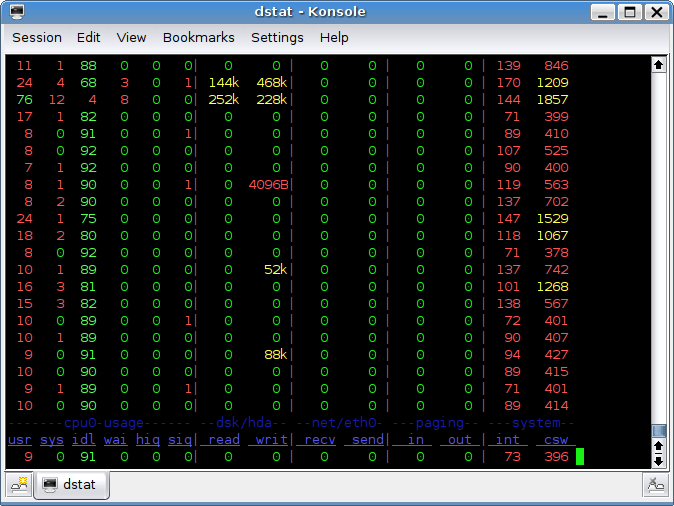 dstat - Konsole
Session Edit View Bookmarks Settings Help
11 1 88 0 0 0| 0 0 | 0 0 | 0 0 | 139 846
24 4 68 3 0 1| 144k 468k| 0 0 | 0 0 | 170 1209
76 12 4 8 0 0| 252k 228k| 0 0 | 0 0 | 144 1857
17 1 82 0 0 0| 0 0 | 0 0 | 0 0 | 71 399
8 0 91 0 0 1| 0 0 | 0 0 | 0 0 | 89 410
8 0 92 0 0 0| 0 0 | 0 0 | 0 0 | 107 525
7 1 92 0 0 0| 0 0 | 0 0 | 0 0 | 90 400
8 1 90 0 0 1| 0 4096B| 0 0 | 0 0 | 119 563
8 2 90 0 0 0| 0 0 | 0 0 | 0 0 | 137 702
24 1 75 0 0 0| 0 0 | 0 0 | 0 0 | 147 1529
18 2 80 0 0 0| 0 0 | 0 0 | 0 0 | 118 1067
8 0 92 0 0 0| 0 0 | 0 0 | 0 0 | 71 378
10 1 89 0 0 0| 0 52k| 0 0 | 0 0 | 137 742
16 3 81 0 0 0| 0 0 | 0 0 | 0 0 | 101 1268
15 3 82 0 0 0| 0 0 | 0 0 | 0 0 | 138 567
10 0 89 0 0 1| 0 0 | 0 0 | 0 0 | 72 401
10 1 89 0 0 0| 0 0 | 0 0 | 0 0 | 90 407
9 0 91 0 0 0| 0 88k| 0 0 | 0 0 | 94 427
10 0 90 0 0 0| 0 0 | 0 0 | 0 0 | 89 415
9 1 89 0 0 1| 0 0 | 0 0 | 0 0 | 71 401
10 0 90 0 0 0| 0 0 | 0 0 | 0 0 | 89 414
-------cpu0-usage------ --dsk/hda-- --net/eth0- ---paging-- ---system--
usr sys idl wai hiq siq|_read _writ|_recv _send|__in_ _out_|_int_ _csw_
9 0 91 0 0 0| 0 0 | 0 0 | 0 0 | 73 396
dstat